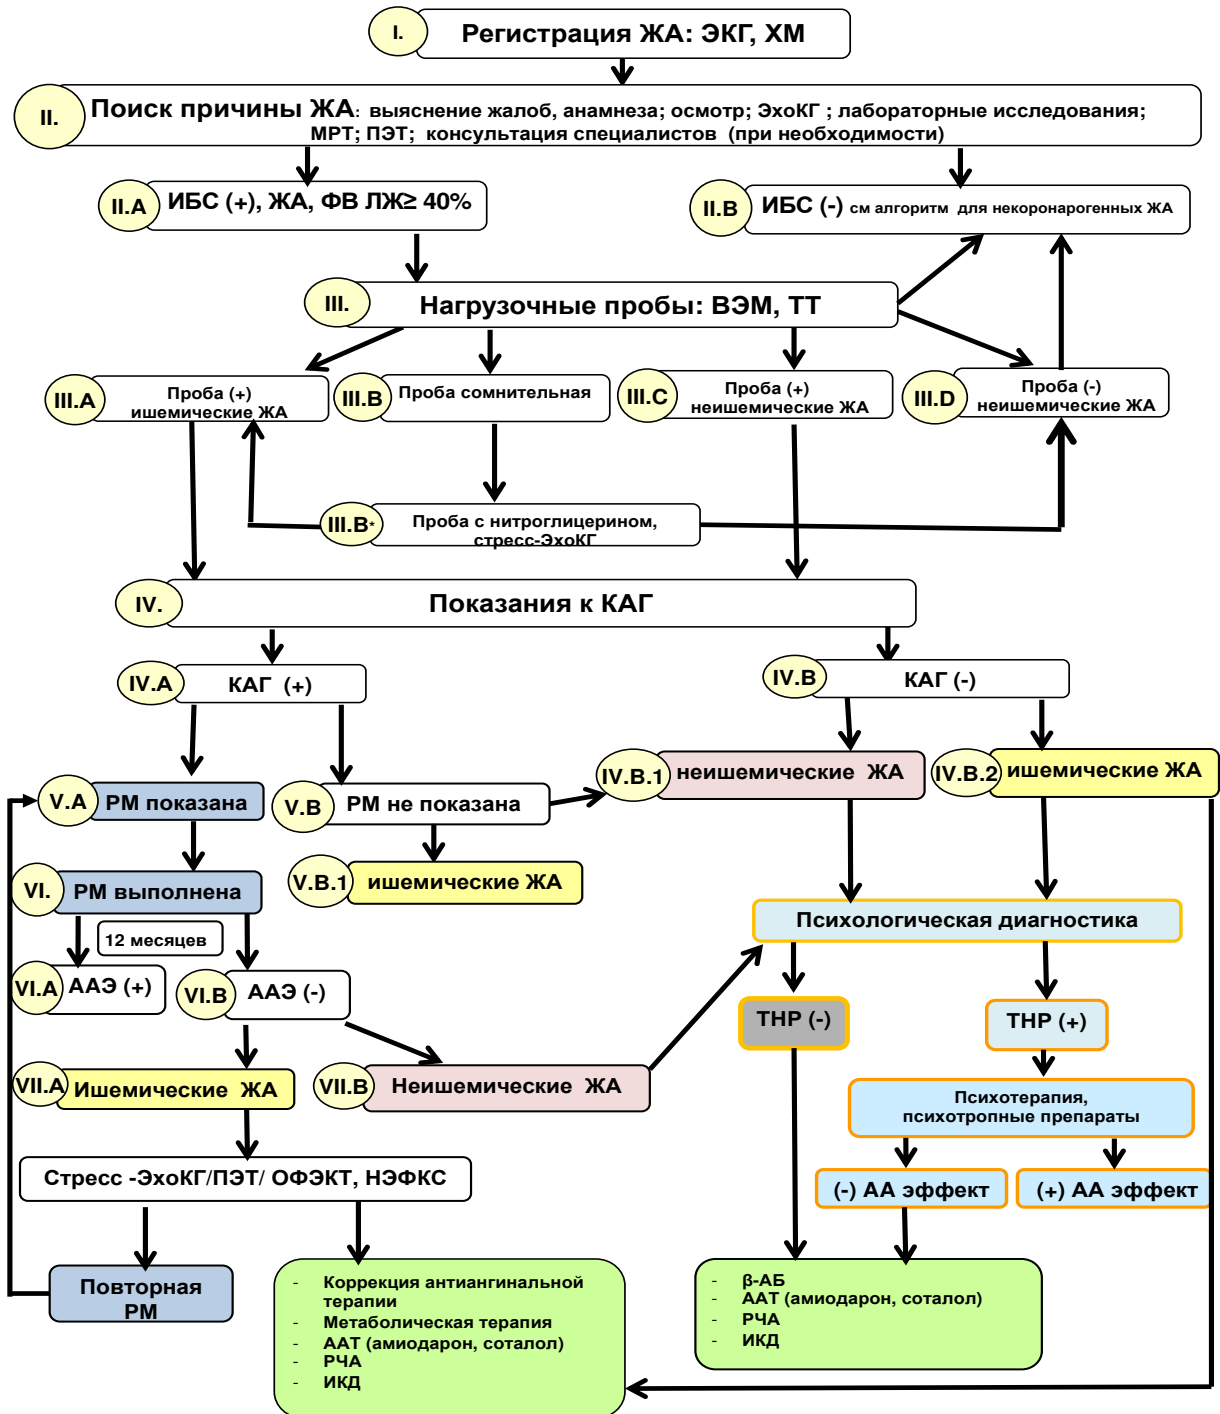 I.
Регистрация ЖА: ЭКГ, ХМ
II.
Поиск причины ЖА: выяснение жалоб, анамнеза; осмотр; ЭхоКГ ; лабораторные исследования;
МРТ; ПЭТ; консультация специалистов (при необходимости)
II.A
ИБС (+), ЖА, ФВ ЛЖ≥ 40%
II.B
ИБС (-) см алгоритм для некоронарогенных ЖА
III.
Нагрузочные пробы: ВЭМ, ТТ
III.A
Проба (+)
ишемические ЖА
III.B
Проба сомнительная
III.C
Проба (+)
неишемические ЖА
III.D
Проба (-)
неишемические ЖА
III.B*
Проба с нитроглицерином,
стресс-ЭхоКГ
IV.
Показания к КАГ
IV.A
КАГ (+)
IV.B
КАГ (-)
IV.B.1
неишемические ЖА
IV.B.2
ишемические ЖА
V.A
РМ показана
V.B
РМ не показана
V.B.1
ишемические ЖА
VI.
РМ выполнена
12 месяцев
Психологическая диагностика
VI.A
ААЭ (+)
VI.B
ААЭ (-)
ТНР (-)
ТНР (+)
VII.A
Ишемические ЖА
VII.B
Неишемические ЖА
Психотерапия,
психотропные препараты
Стресс -ЭхоКГ/ПЭТ/ ОФЭКТ, НЭФКС
(-) АА эффект
(+) АА эффект
Повторная
РМ
- Коррекция антиангинальной
терапии
- Метаболическая терапия
- ААТ (амиодарон, соталол)
- РЧА
- ИКД
- β-АБ
- ААТ (амиодарон, соталол)
- РЧА
- ИКД